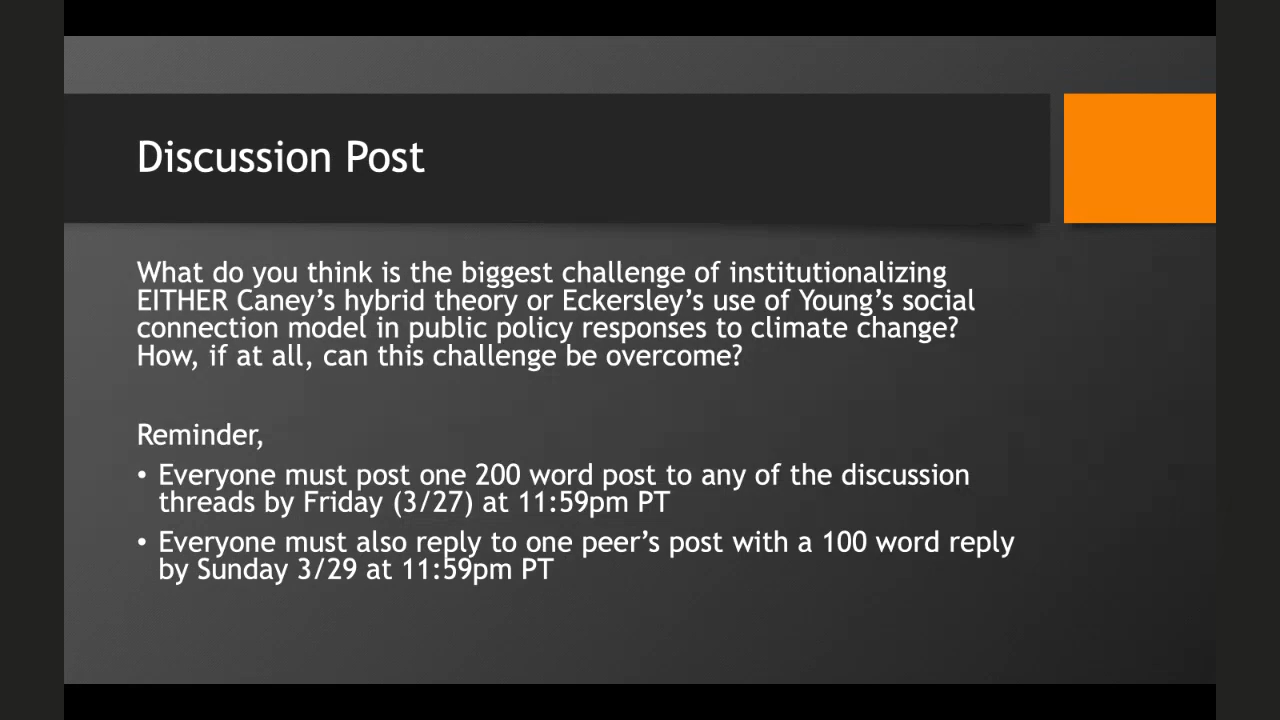 Discussion Post
What do you think is the biggest challenge of institutionalizing
EITHER Caney’s hybrid theory or Eckersley’s use of Young’s social
connection model in public policy responses to climate change?
How, if at all, can this challenge be overcome?
Reminder,
• Everyone must post one 200 word post to any of the discussion
threads by Friday (3/27) at 11:59pm PT
• Everyone must also reply to one peer’s post with a 100 word reply
by Sunday 3/29 at 11:59pm PT